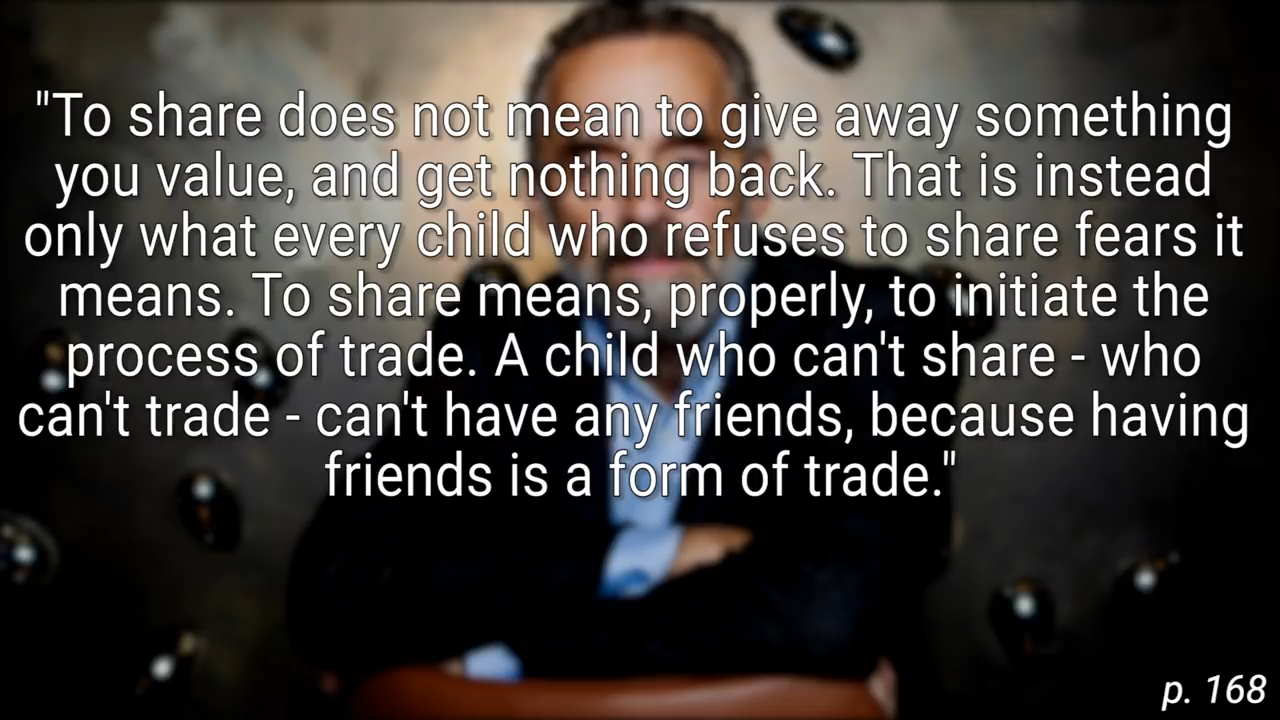 "To share does not mean to give away something
you value, and get nothing back. That is instead
only what every child who refuses to share fears it
means. To share means, properly, to initiate the
process of trade. A child who can't share - who
can't trade - can't have any friends, because having
friends is a form of trade."
p. 168